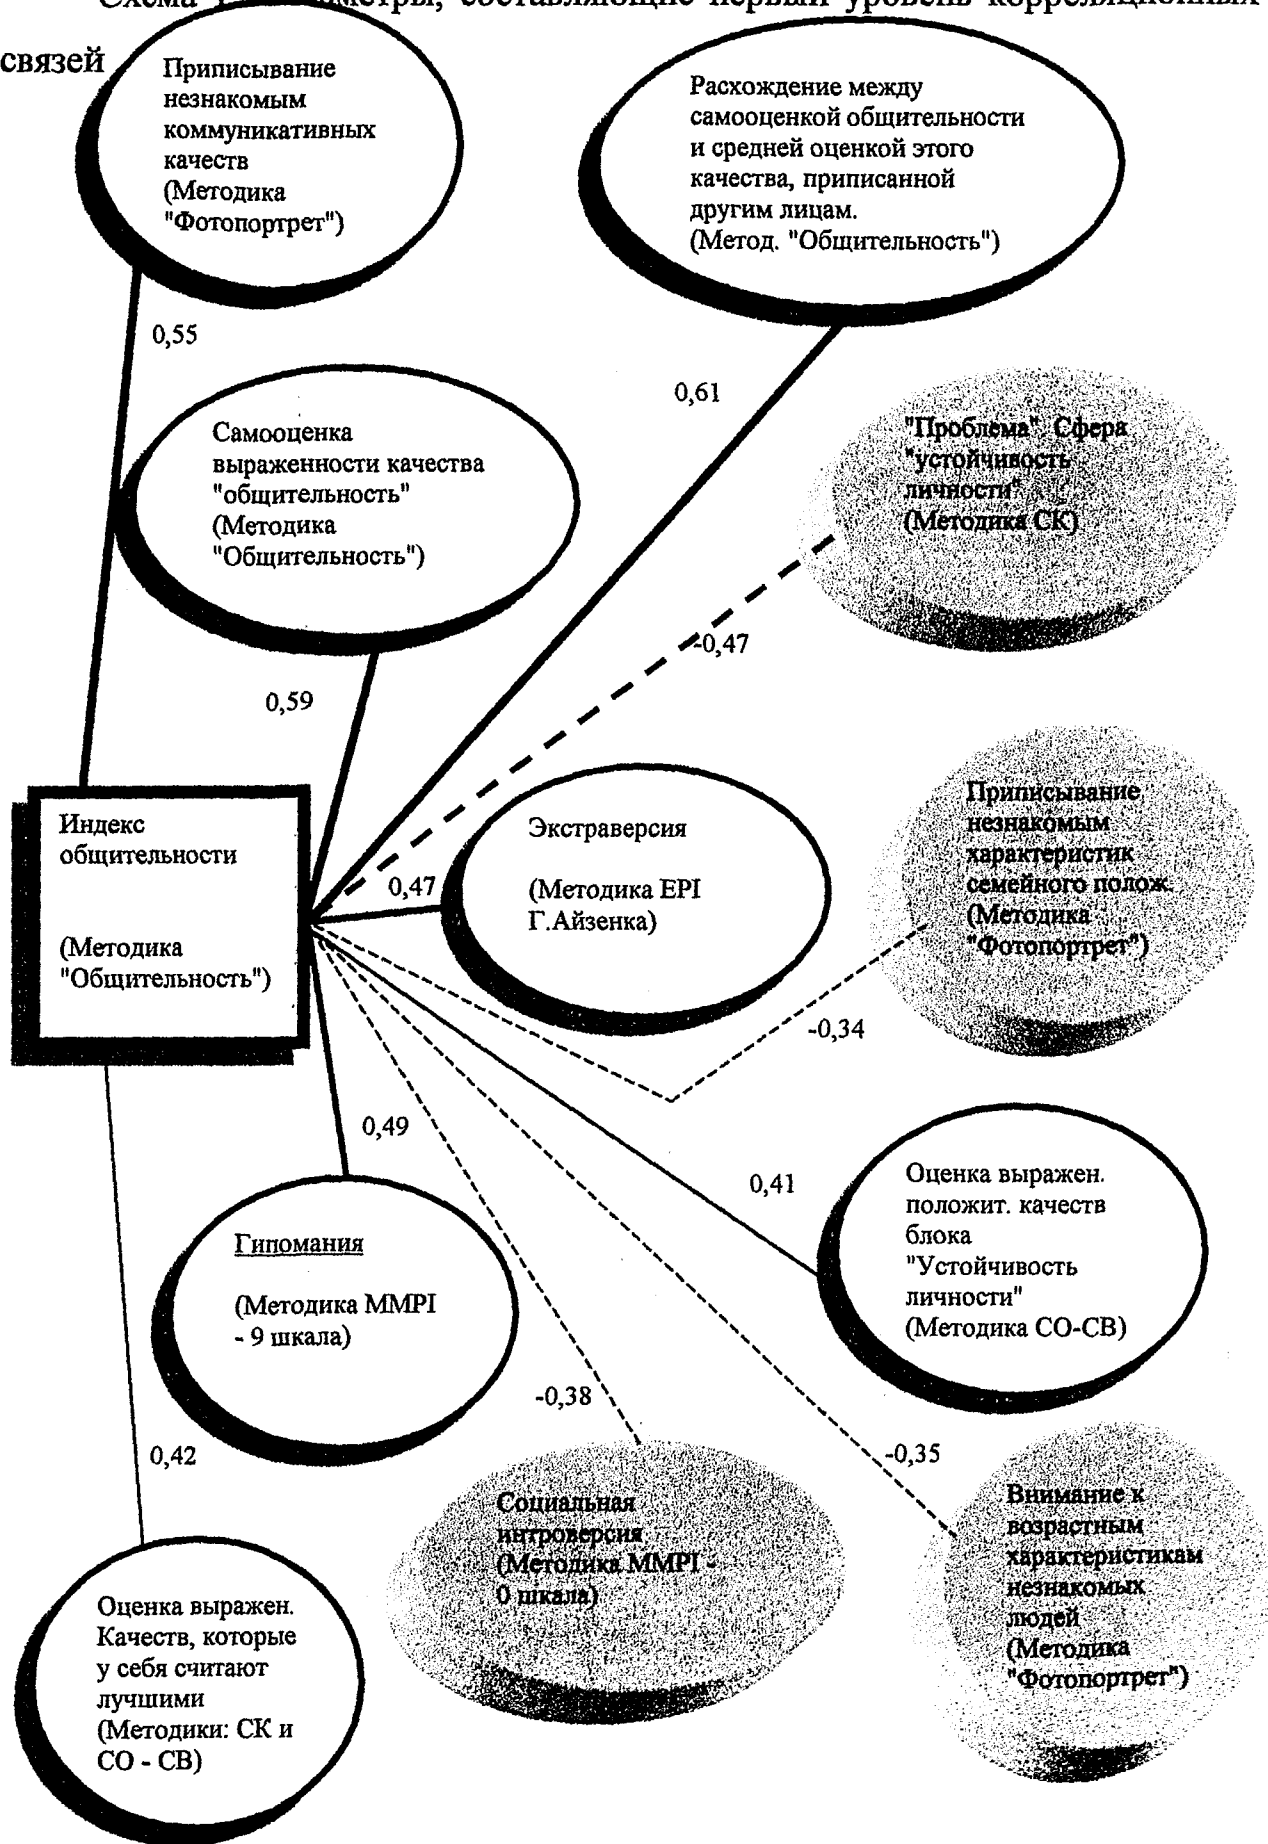 Схема составляющие первый уровень корреляционных
связей
Приписывание
незнакомым
коммуникативных
качеств
(Методика
"Фотопортрет")
Расхождение между
самооценкой общительности
и средней оценкой этого
качества, приписанной
другим лицам.
(Метод. "Общительность")
0,55
0,61
Самооценка
выраженности качества
"общительность"
(Методика
"Общительность")
"Проблема". Сфера
"устойчивость
личности"
(Методика СК)
-0,47
0,59
Индекс
общительности
(Методика
"Общительность")
0,47
Экстраверсия
(Методика EPI
Г.Айзенка)
Приписывание
незнакомым
характеристик
семейного полож.
(Методика
"Фотопортрет")
-0,34
0,49
0,41
Оценка выражен.
положит. качеств
блока
"Устойчивость
личности"
(Методика СО-СВ)
Гипомания
(Методика MMPI
- 9 шкала)
-0,38
0,42
-0,35
Социальная
интроверсия
(Методика MMPI -
0 шкала)
Внимание к
возрастным
характеристикам
незнакомых
людей
(Методика
"Фотопортрет")
Оценка выражен.
Качеств, которые
у себя считают
лучшими
(Методики: СК и
СО - СВ)